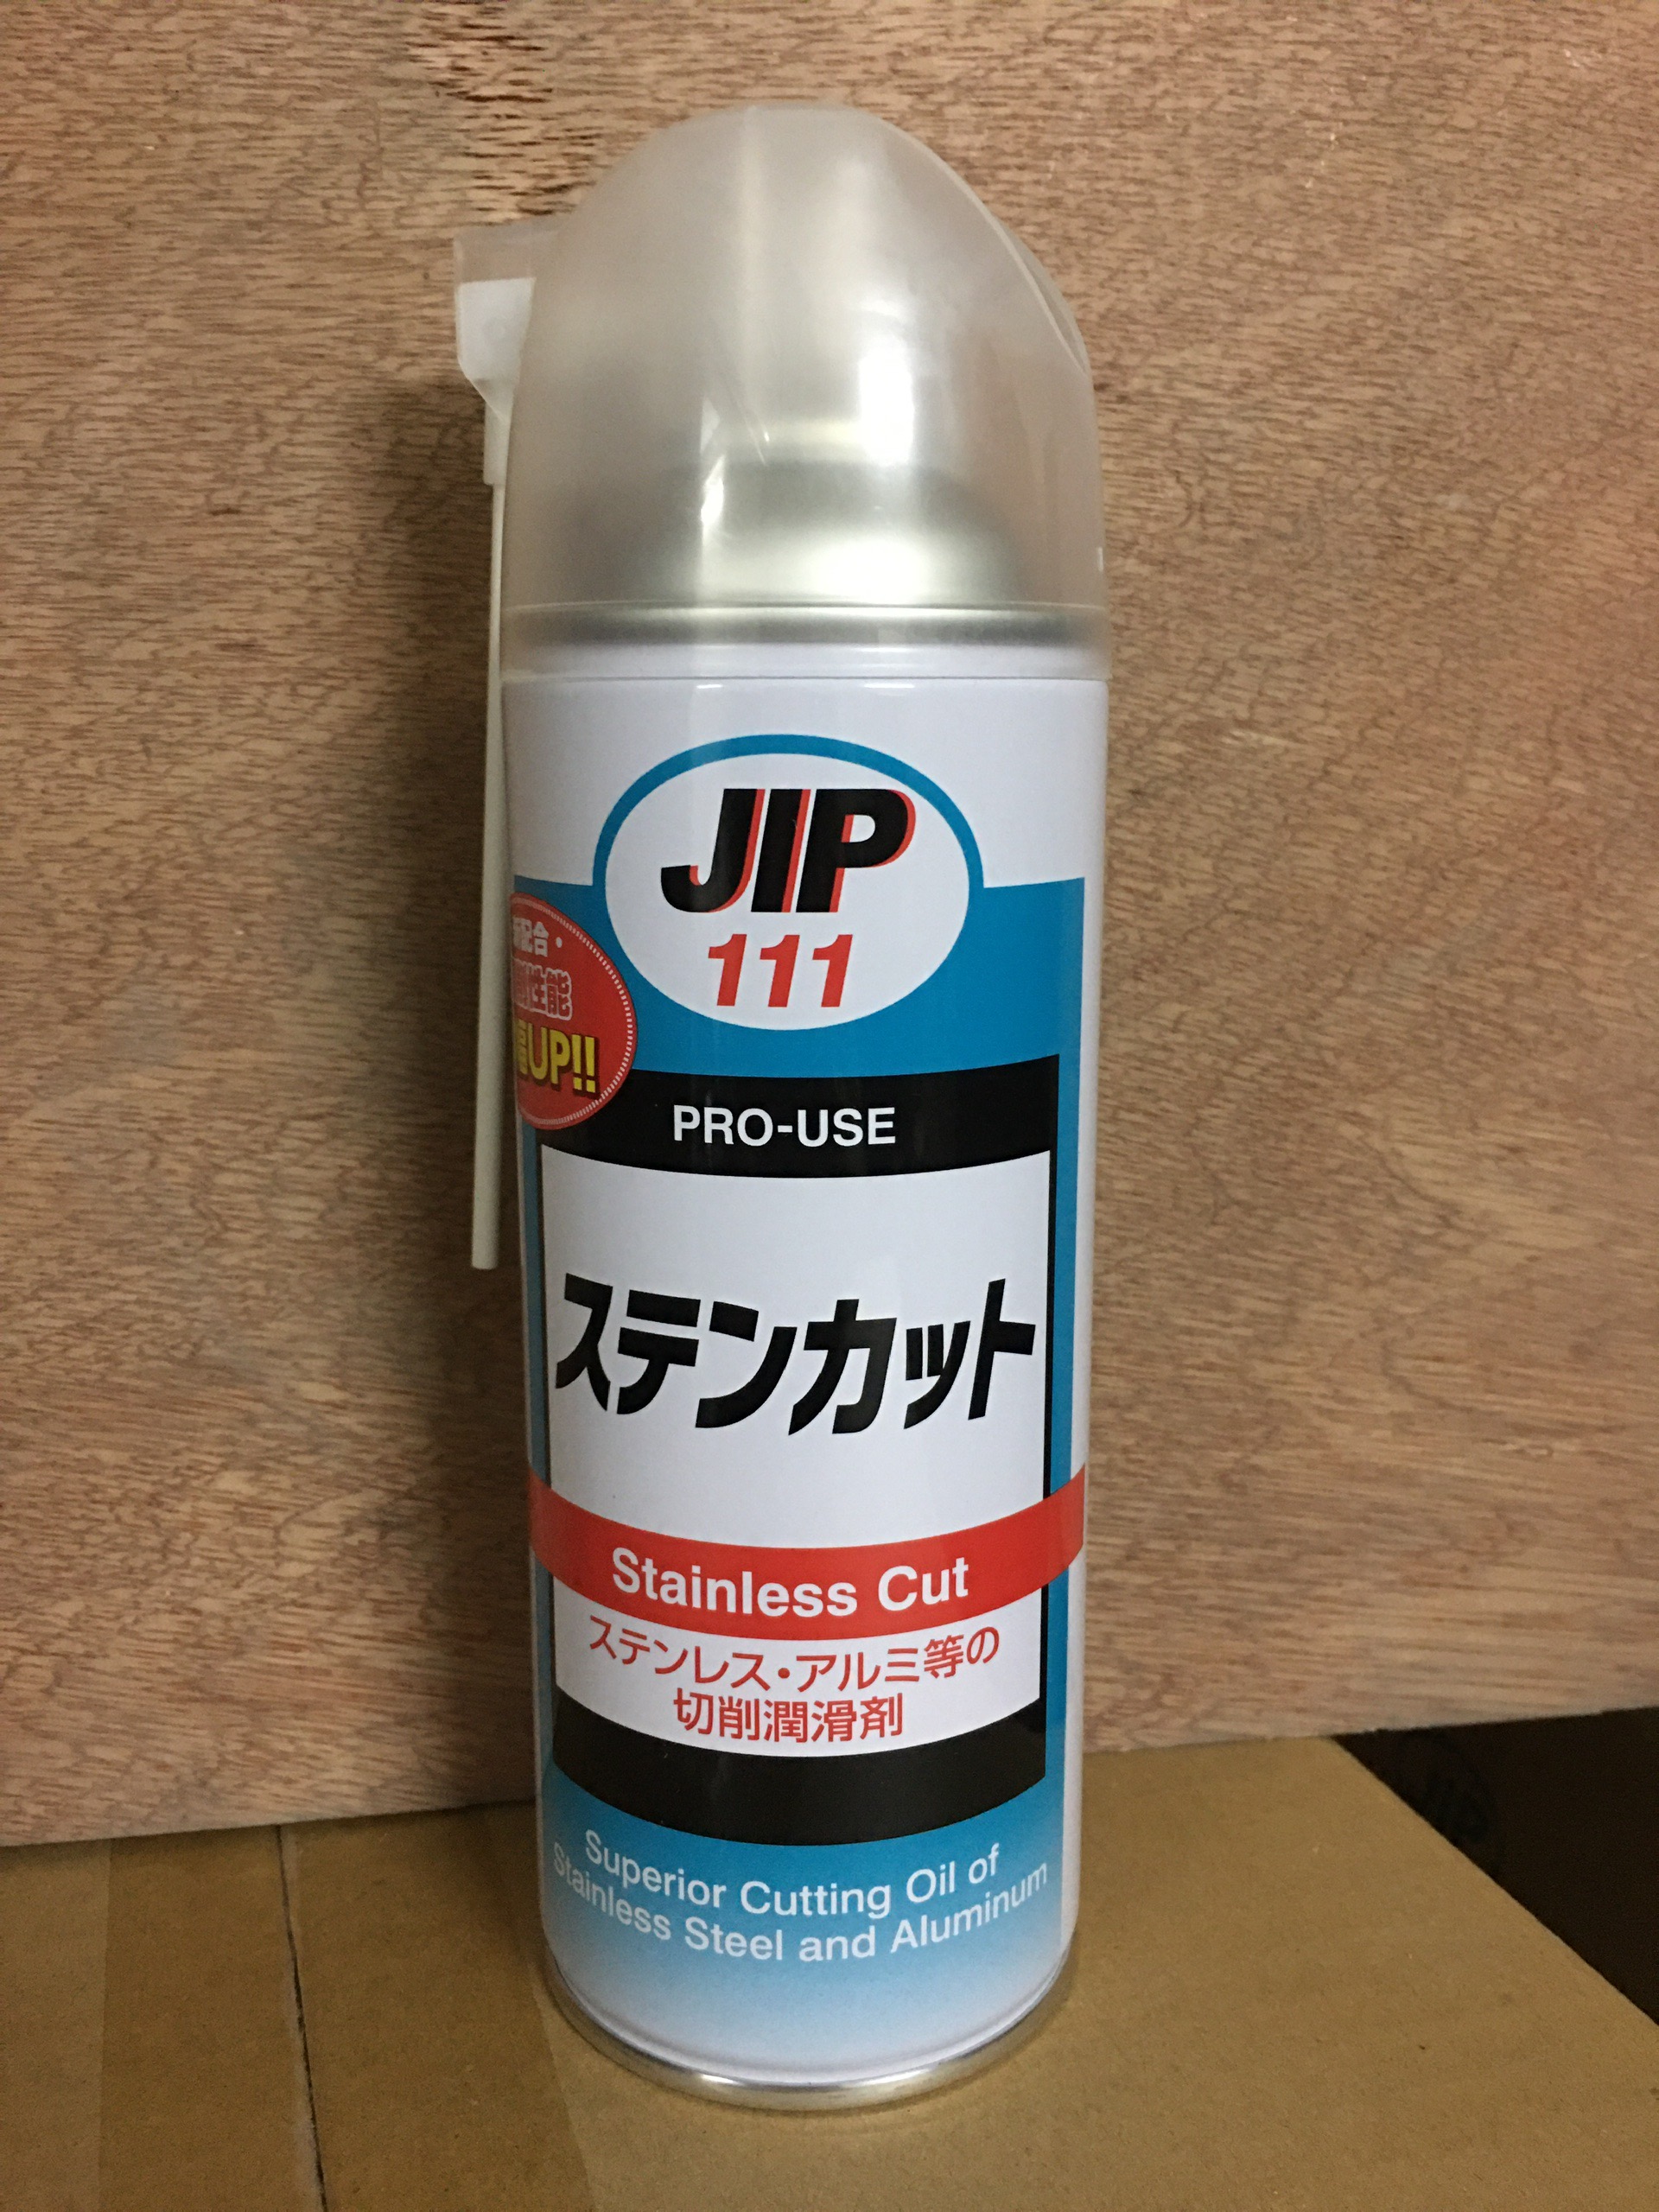 JIP
111
配合・
性能
UP!!
PRO-USE
ステンカット
Stainless Cut
ステンレス・アルミ等の
切削潤滑剤
Superior Cutting Oil of
Stainless Steel and Aluminum